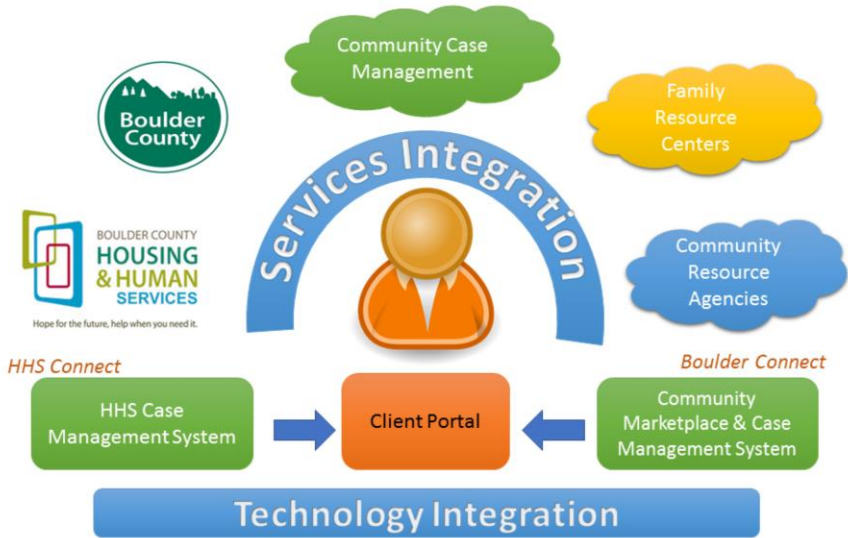 Community Case
Management
Boulder
County
Family
Resource
Centers
Services Integration
BOULDER COUNTY
HOUSING
& HUMAN
SERVICES
Hope for the future, help when you need it.
Community
Resource
Agencies
HHS Connect
Boulder Connect
HHS Case
Management System
Client Portal
Community
Marketplace & Case
Management System
Technology Integration